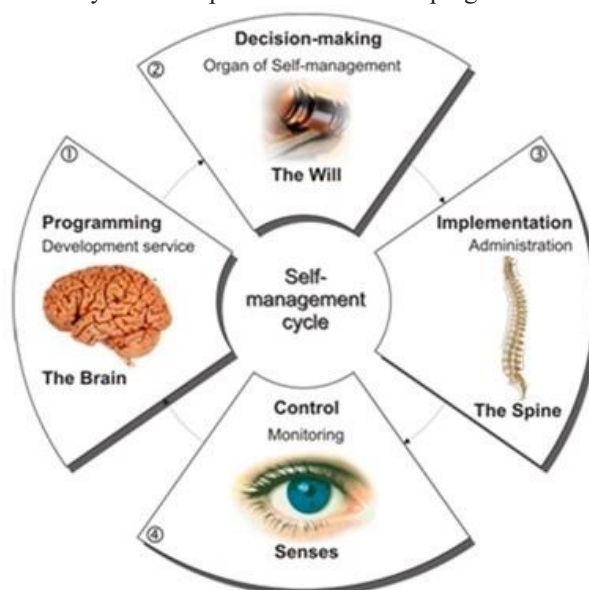 ②
Decision-making
Organ of Self-management
The Will
①
Programming
Development service
The Brain
③
Implementation
Administration
The Spine
Self-
management
cycle
Control
Monitoring
④
Senses